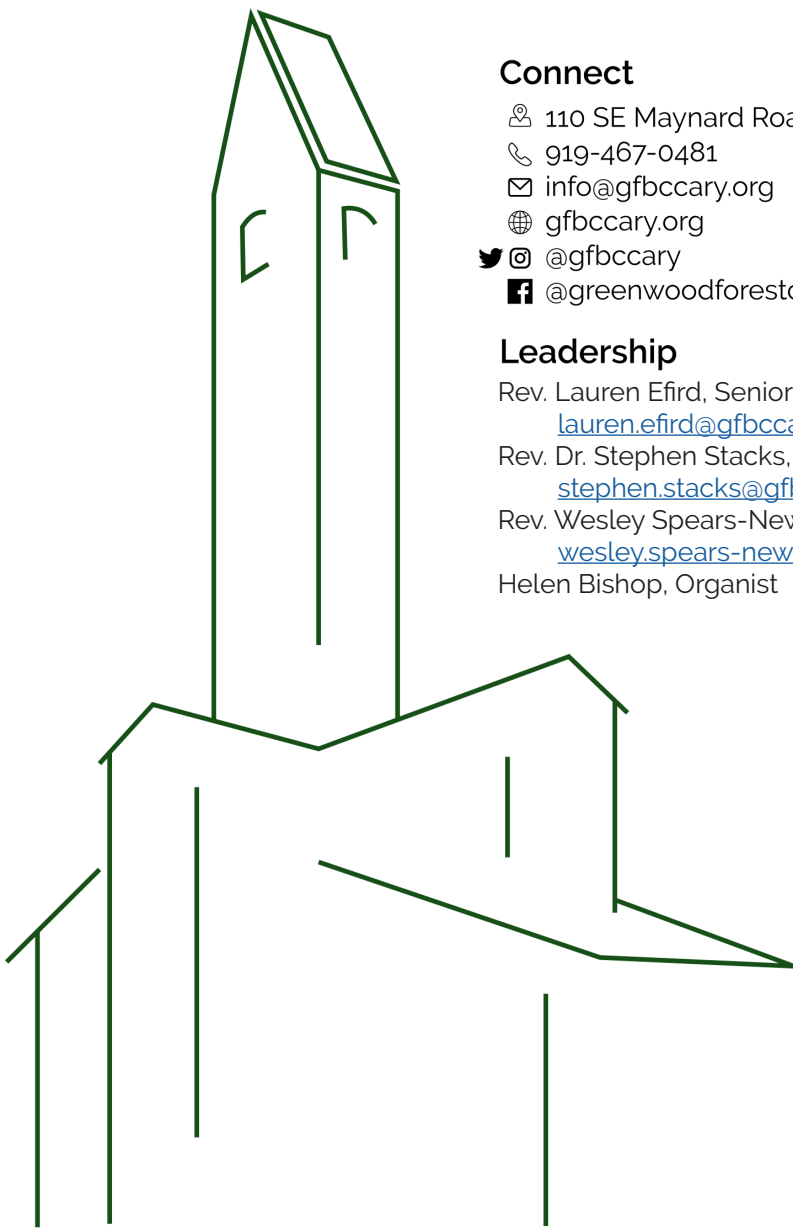 Connect
110 SE Maynard Roa
919-467-0481
info@gfbccary.org
gfbccary.org
@gfbccary
@greenwoodforest
Leadership
Rev. Lauren Efird, Senior
lauren.efird@gfbcca
Rev. Dr. Stephen Stacks,
stephen.stacks@gf
Rev. Wesley Spears-New
wesley.spears-new
Helen Bishop, Organist